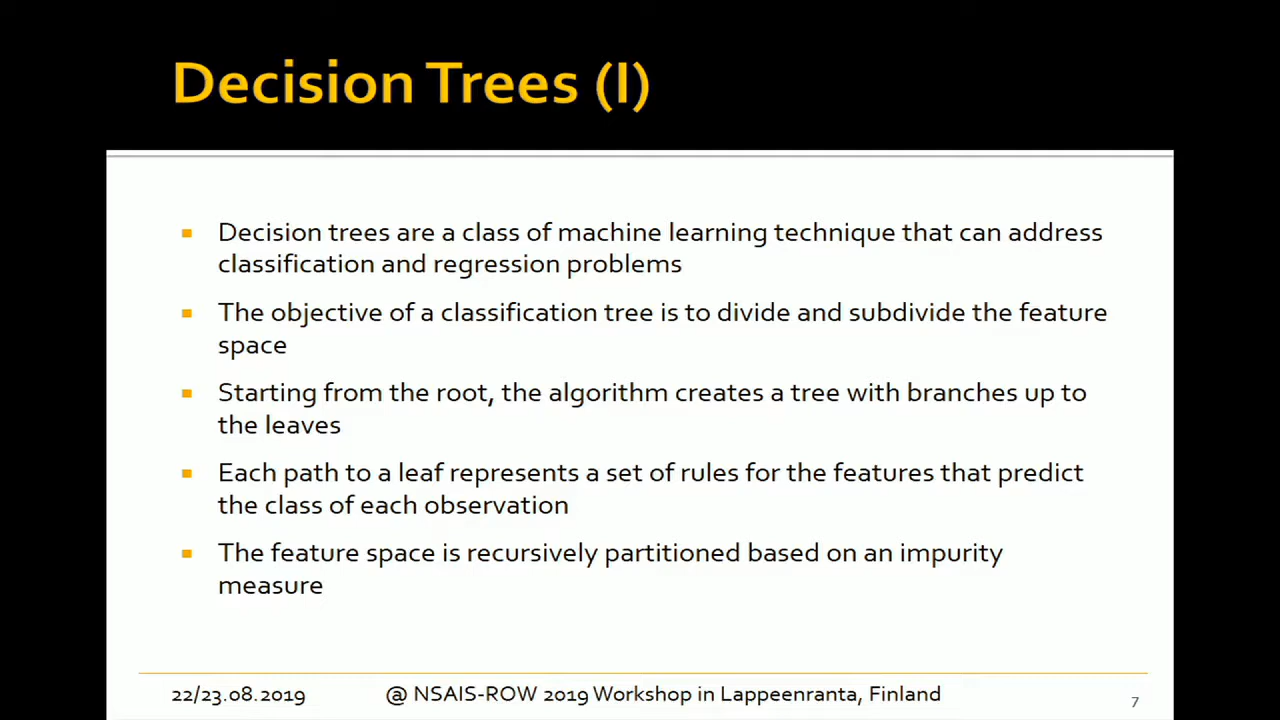 Decision Trees (I)
Decision trees are a class of machine learning technique that can address
classification and regression problems
The objective of a classification tree is to divide and subdivide the feature
space
Starting from the root, the algorithm creates a tree with branches up to
the leaves
Each path to a leaf represents a set of rules for the features that predict
the class of each observation
The feature space is recursively partitioned based on an impurity
measure
22/23.08.2019 @ NSAIS-ROW 2019 Workshop in Lappeenranta, Finland 7